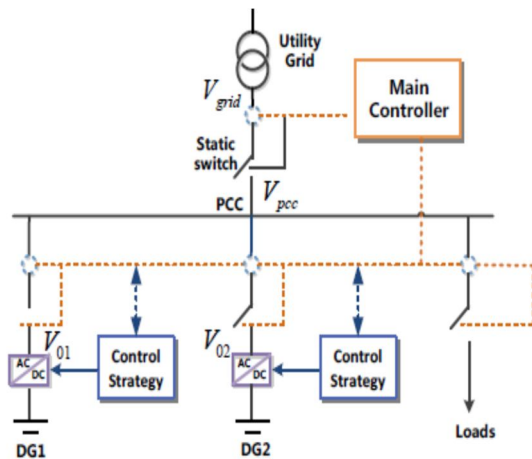 Utility
Grid
V_grid
Main
Controller
Static
switch
PCC
V_pcc
V_01
V_02
AC
DC
Control
Strategy
AC
DC
Control
Strategy
DG1
DG2
Loads